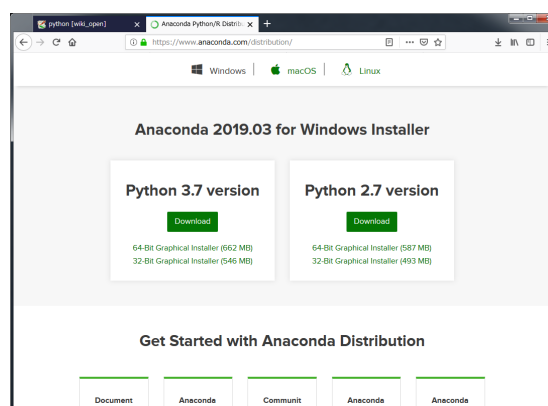 python [wiki_open]
Anaconda Python/R Distrib
https://www.anaconda.com/distribution/
Windows
macOS
Linux
Anaconda 2019.03 for Windows Installer
Python 3.7 version
Download
64-Bit Graphical Installer (662 MB)
32-Bit Graphical Installer (546 MB)
Python 2.7 version
Download
64-Bit Graphical Installer (587 MB)
32-Bit Graphical Installer (493 MB)
Get Started with Anaconda Distribution
Document
Anaconda
Communit
Anaconda
Anaconda